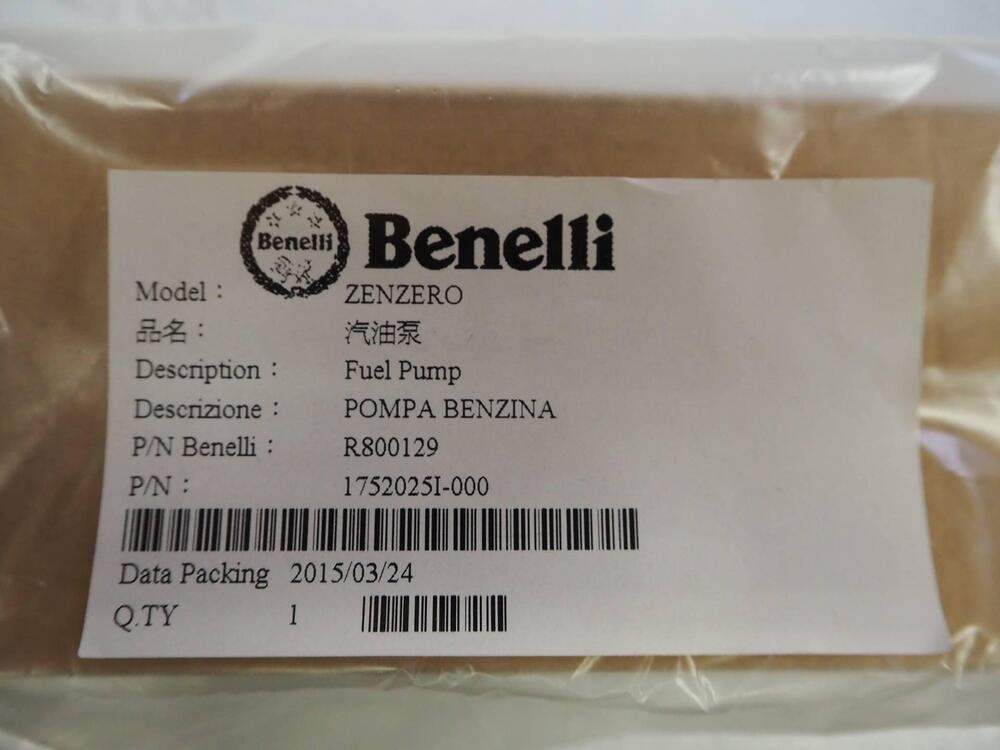 Benelli Benelli
Model： ZENZERO
品名： 汽油泵
Description： Fuel Pump
Descrizione： POMPA BENZINA
P/N Benelli： R800129
P/N： 1752025I-000
Data Packing 2015/03/24
Q.TY 1